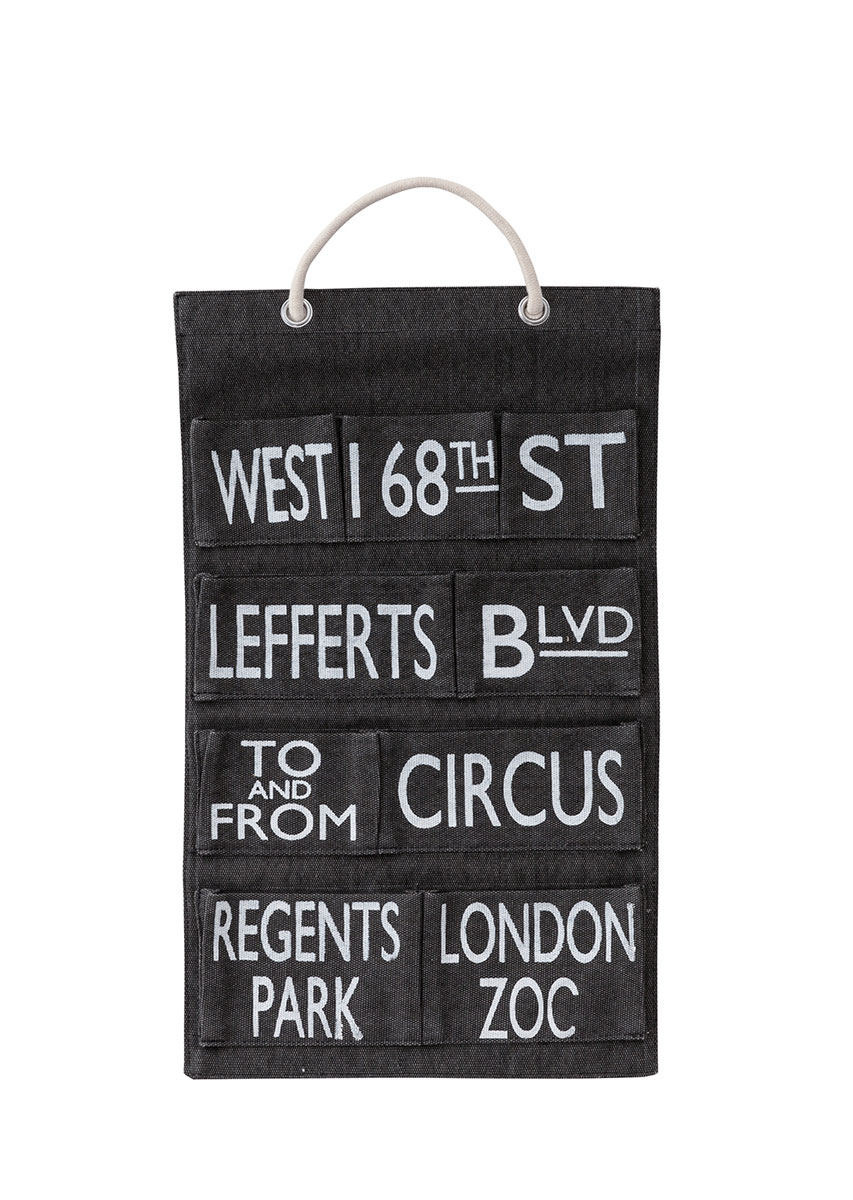 WEST 168TH ST
LEFFERTS BLVD
TO AND FROM CIRCUS
REGENTS PARK
LONDON ZOC